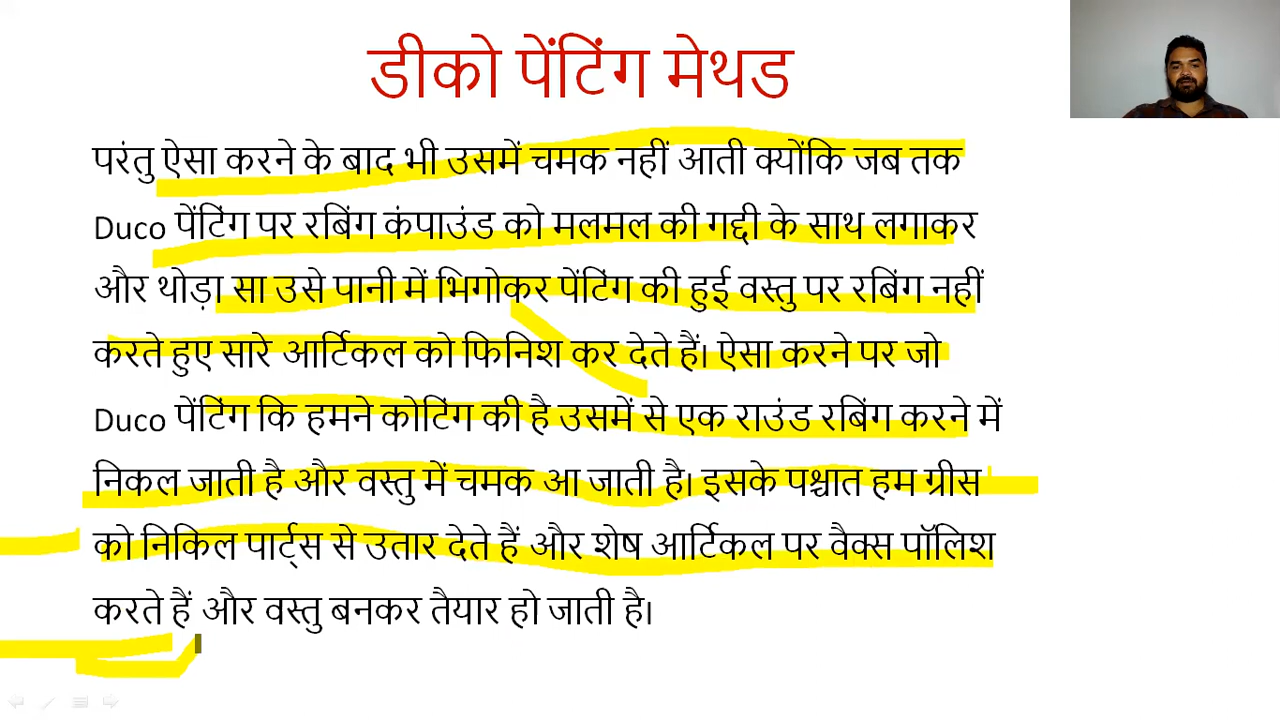 डीको पेंटिंग मेथड
परंतु ऐसा करने के बाद भी उसमें चमक नहीं आती क्योंकि जब तक
Duco पेंटिंग पर रबिंग कंपाउंड को मलमल की गद्दी के साथ लगाकर
और थोड़ा सा उसे पानी में भिगोकर पेंटिंग की हुई वस्तु पर रबिंग नहीं
करते हुए सारे आर्टिकल को फिनिश कर देते हैं। ऐसा करने पर जो
Duco पेंटिंग कि हमने कोटिंग की है उसमें से एक राउंड रबिंग करने में
निकल जाती है और वस्तु में चमक आ जाती है। इसके पश्चात हम ग्रीस
को निकिल पार्ट्स से उतार देते हैं और शेष आर्टिकल पर वैक्स पॉलिश
करते हैं और वस्तु बनकर तैयार हो जाती है।